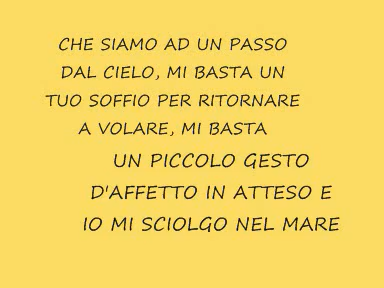 CHE SIAMO AD UN PASSO
DAL CIELO, MI BASTA UN
TUO SOFFIO PER RITORNARE
A VOLARE, MI BASTA
UN PICCOLO GESTO
D'AFFETTO IN ATTESO E
IO MI SCIOLGO NEL MARE